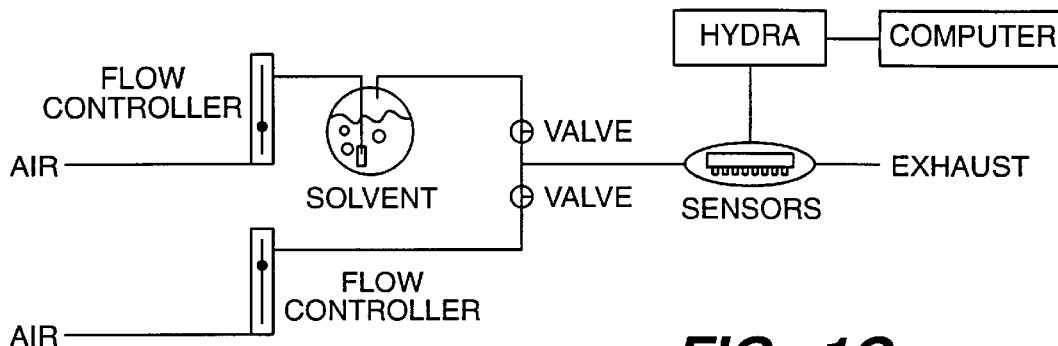 HYDRA
COMPUTER
FLOW
CONTROLLER
VALVE
AIR
EXHAUST
SOLVENT
VALVE
SENSORS
FLOW
CONTROLLER
AIR